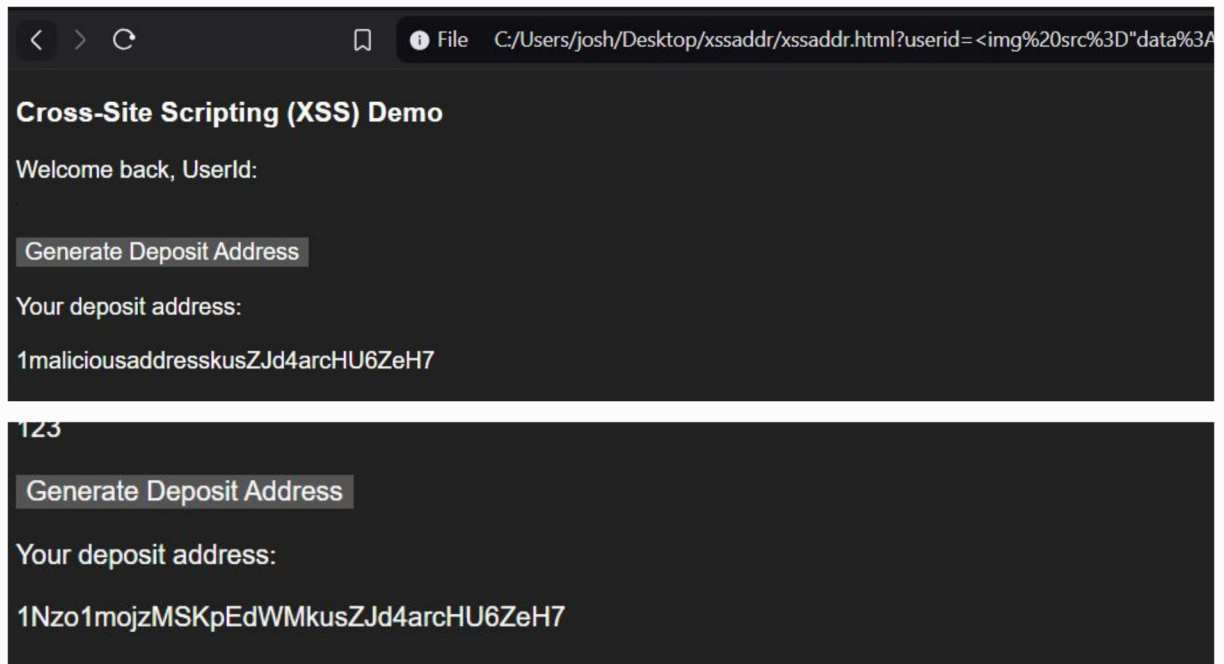 File C:/Users/josh/Desktop/xssaddr/xssaddr.html?userid=<img%20src%3D"data%3A
Cross-Site Scripting (XSS) Demo
Welcome back, UserId:
Generate Deposit Address
Your deposit address:
1maliciousaddresskusZJd4arcHU6ZeH7
123
Generate Deposit Address
Your deposit address:
1Nzo1mojzMSKpEdWMkusZJd4arcHU6ZeH7